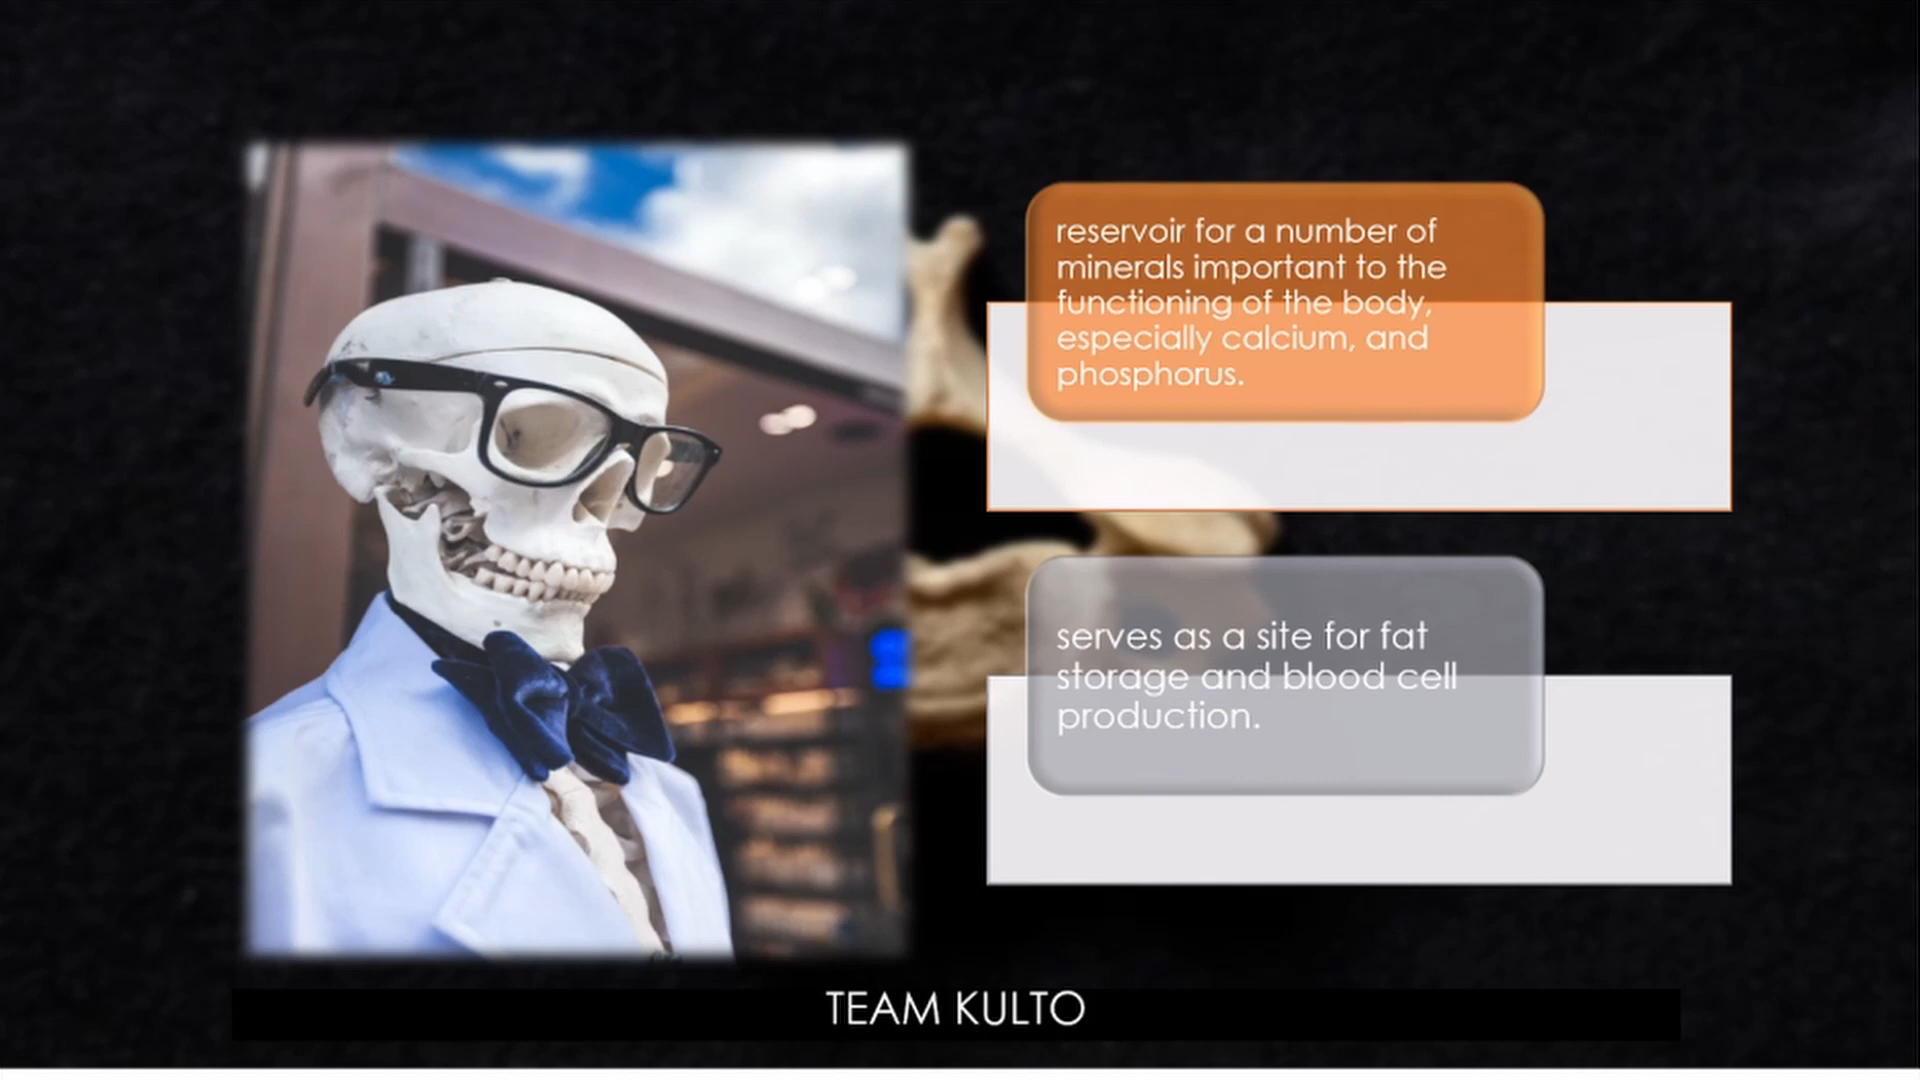 reservoir for a number of
minerals important to the
functioning of the body,
especially calcium, and
phosphorus.
serves as a site for fat
storage and blood cell
production.
TEAM KULTO